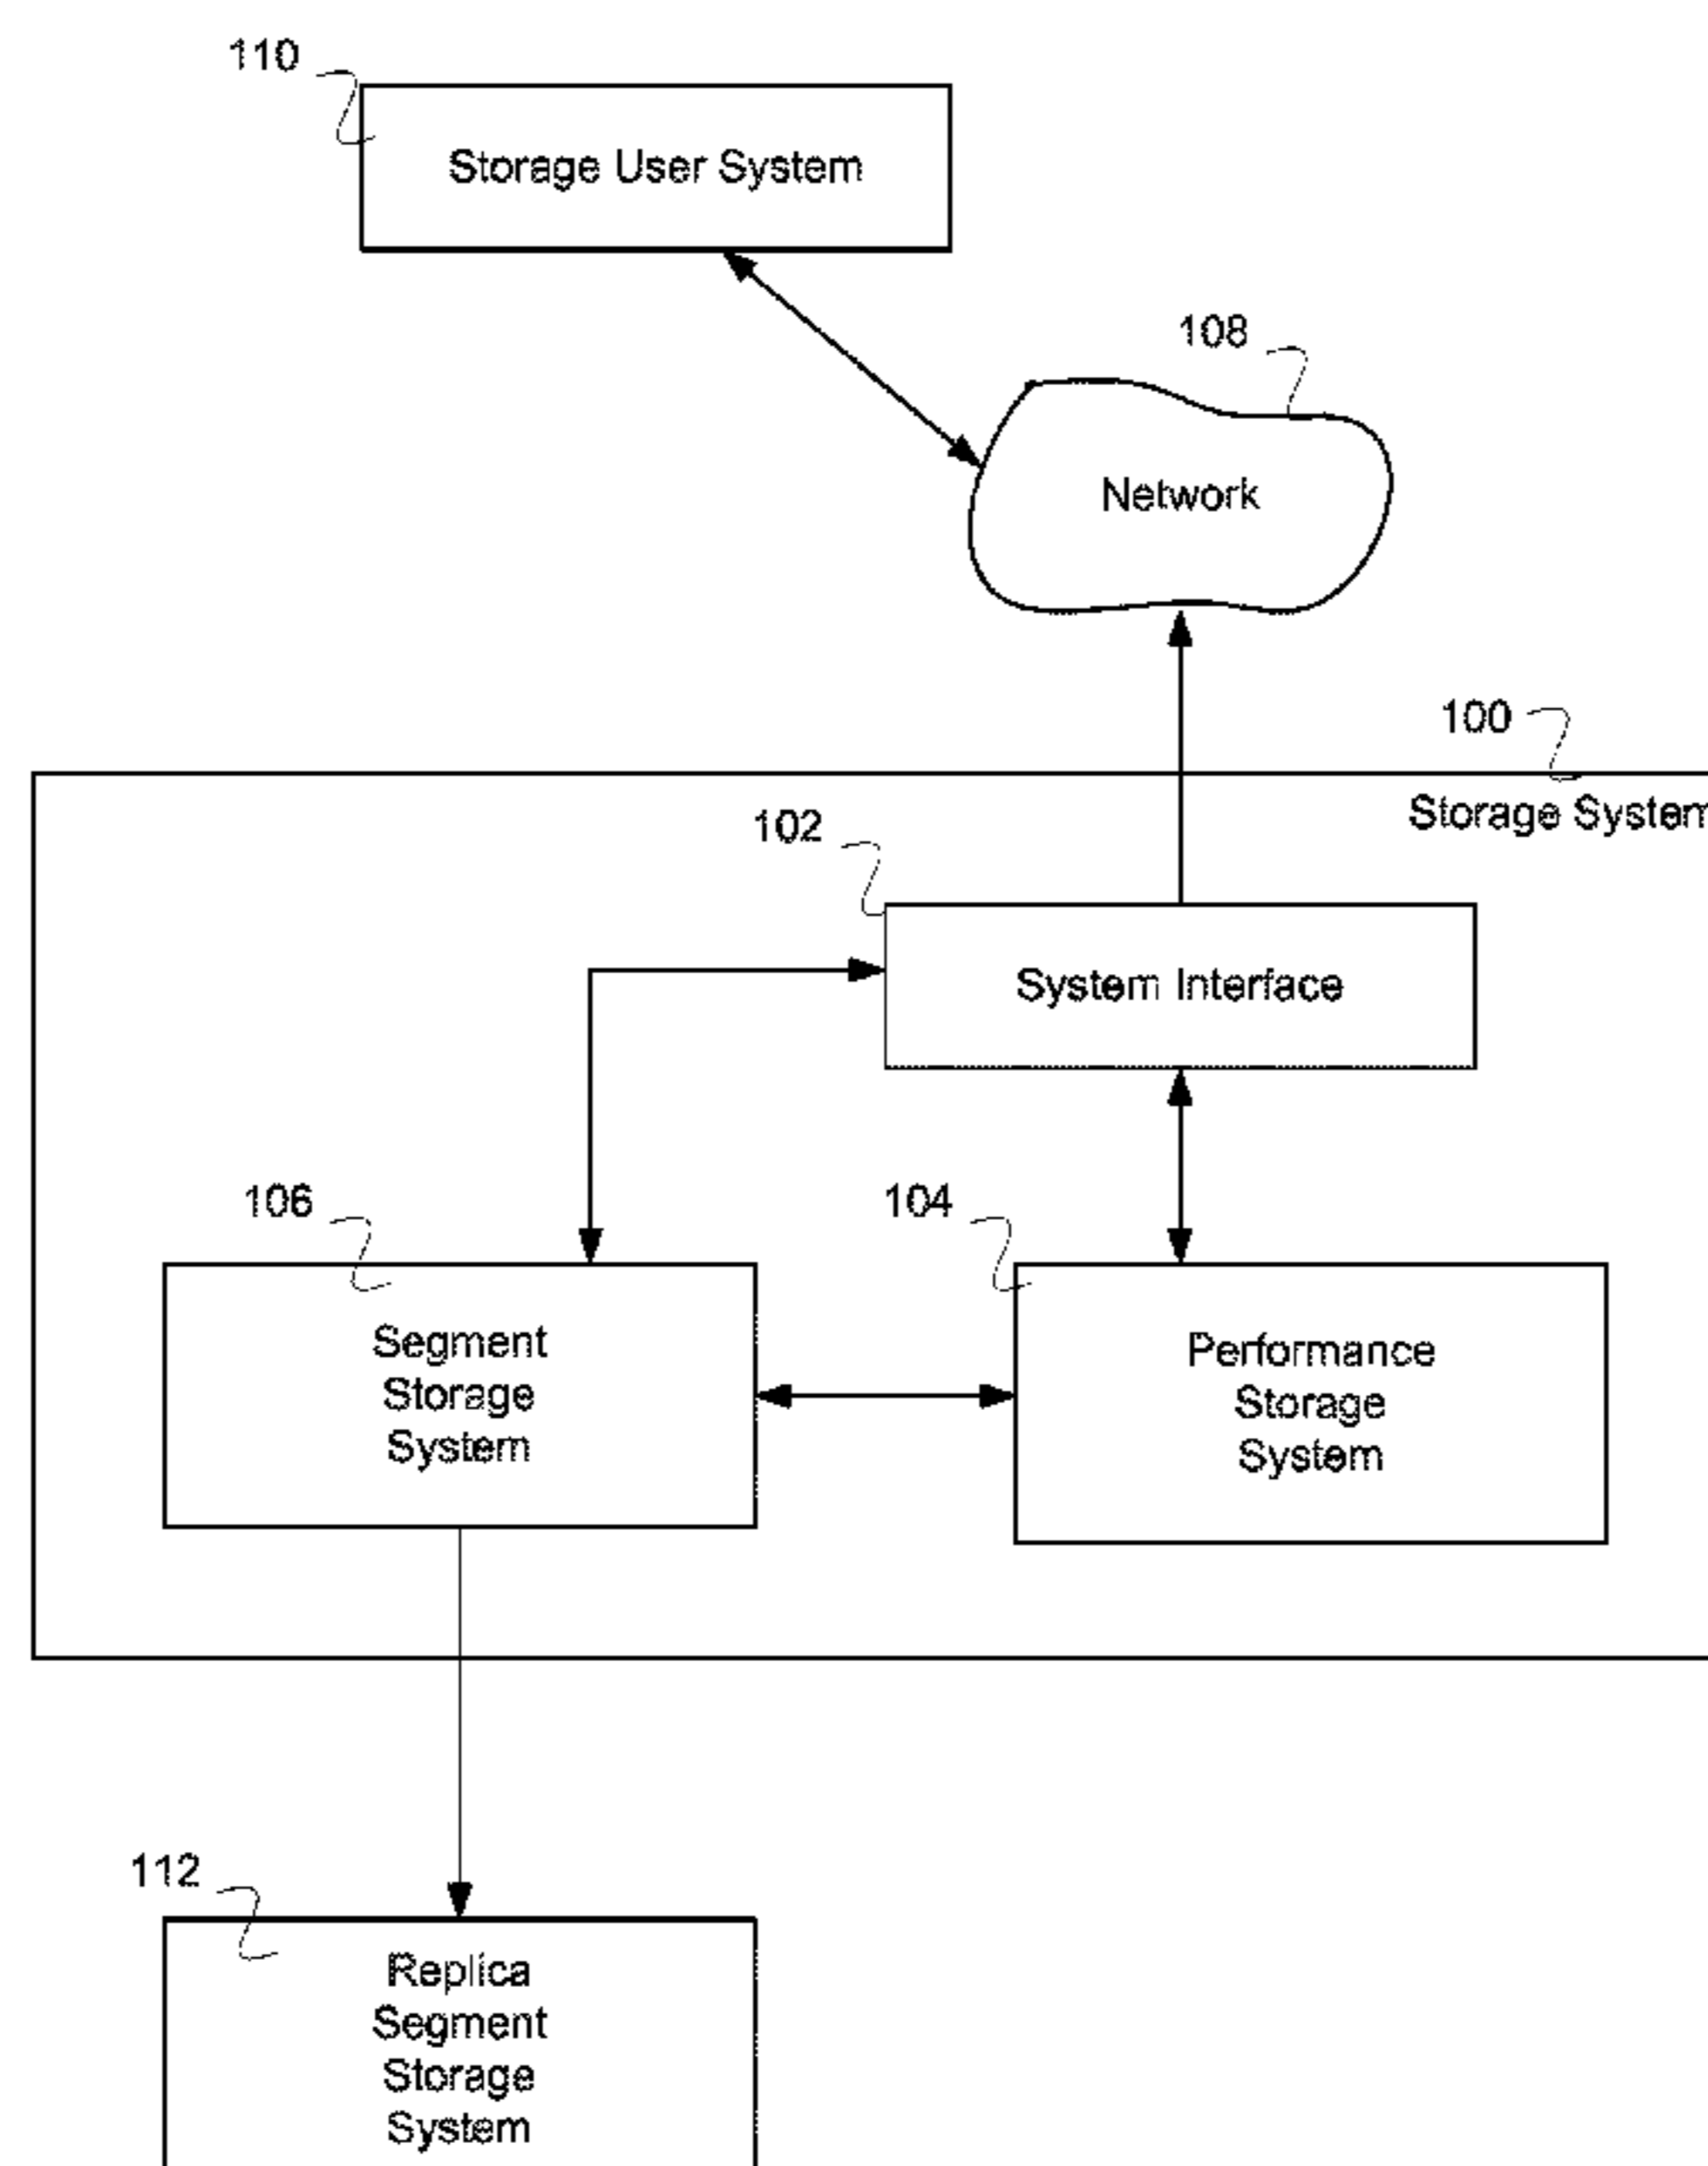 110
Storage User System
108
Network
100
Storage System
102
System Interface
106
104
Segment
Storage
System
Performance
Storage
System
112
Replica
Segment
Storage
System